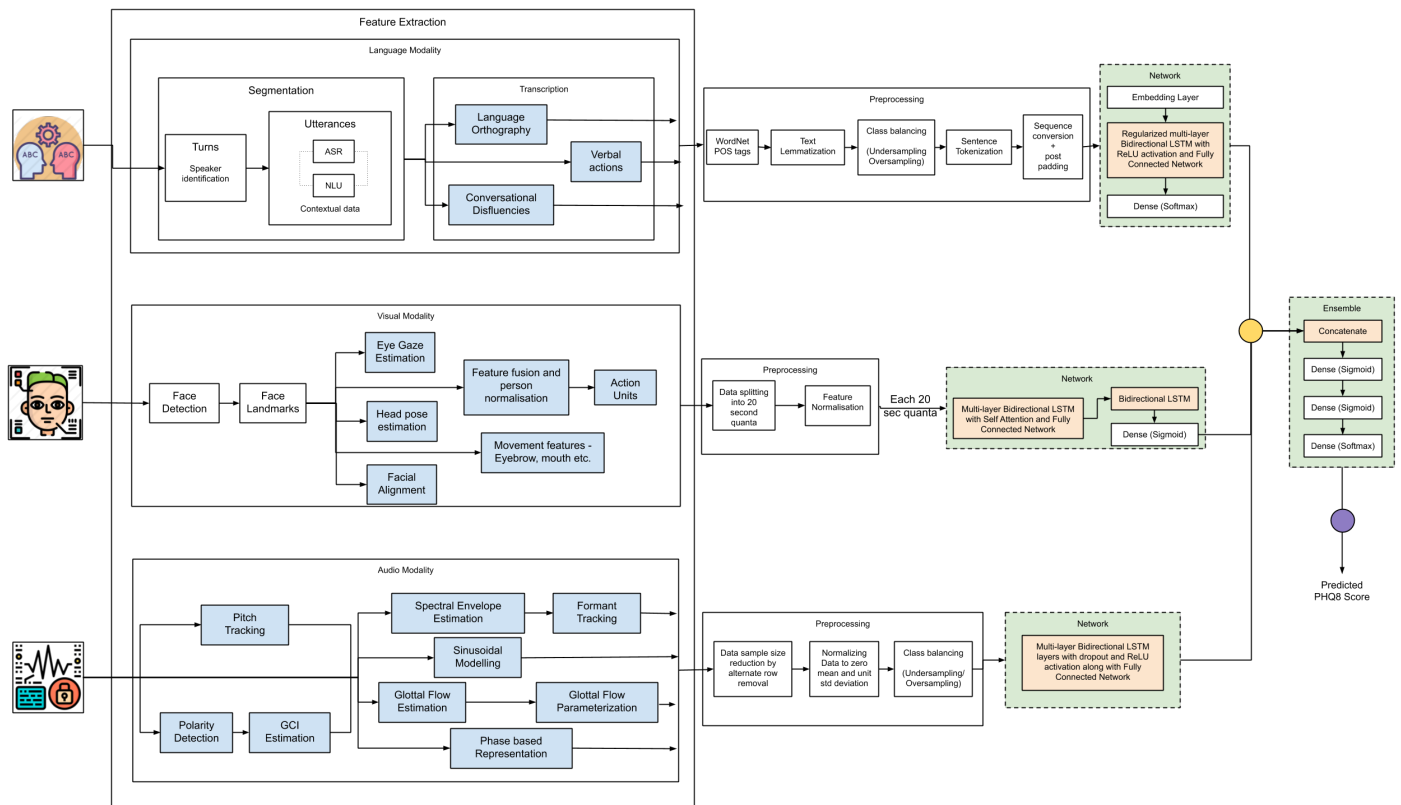 Feature Extraction
Language Modality
Segmentation
Turns
Speaker
identification
Utterances
ASR
NLU
Contextual data
Transcription
Language
Orthography
Verbal
actions
Conversational
Disfluencies
ABC
ABC
Preprocessing
WordNet
POS tags
Text
Lemmatization
Class balancing
(Undersampling
Oversampling)
Sentence
Tokenization
Sequence
conversion
+
post
padding
Network
Embedding Layer
Regularized multi-layer
Bidirectional LSTM with
ReLU activation and Fully
Connected Network
Dense (Softmax)
Visual Modality
Face
Detection
Face
Landmarks
Eye Gaze
Estimation
Feature fusion and
person
normalisation
Action
Units
Head pose
estimation
Movement features -
Eyebrow, mouth etc.
Facial
Alignment
Preprocessing
Data splitting
into 20
second
quanta
Feature
Normalisation
Each 20
sec quanta
Network
Multi-layer Bidirectional LSTM
with Self Attention and Fully
Connected Network
Bidirectional LSTM
Dense (Sigmoid)
Ensemble
Concatenate
Dense (Sigmoid)
Dense (Sigmoid)
Dense (Softmax)
Predicted
PHQ8 Score
Audio Modality
Pitch
Tracking
Polarity
Detection
GCI
Estimation
Spectral Envelope
Estimation
Formant
Tracking
Sinusoidal
Modelling
Glottal Flow
Estimation
Glottal Flow
Parameterization
Phase based
Representation
Preprocessing
Data sample size
reduction by
alternate row
removal
Normalizing
Data to zero
mean and unit
std deviation
Class balancing
(Undersampling/
Oversampling)
Network
Multi-layer Bidirectional LSTM
layers with dropout and ReLU
activation along with Fully
Connected Network